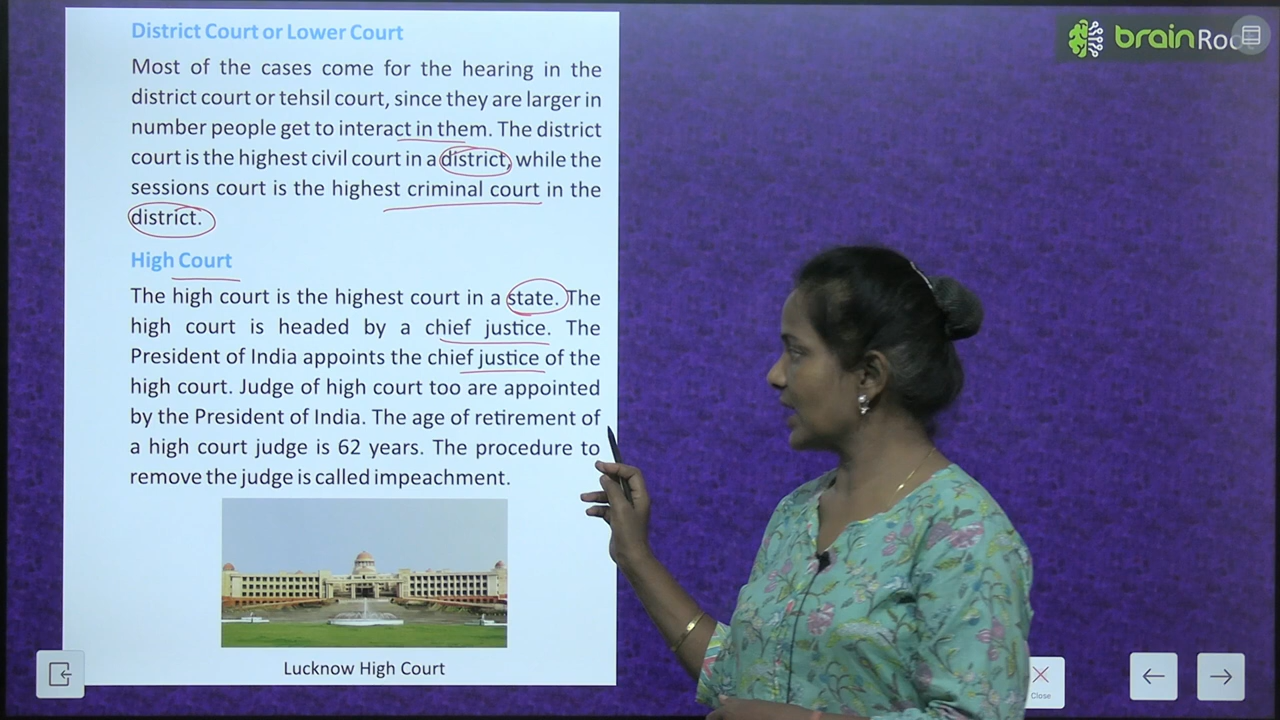 District Court or Lower Court
Most of the cases come for the hearing in the
district court or tehsil court, since they are larger in
number people get to interact in them. The district
court is the highest civil court in a district, while the
sessions court is the highest criminal court in the
district.
High Court
The high court is the highest court in a state. The
high court is headed by a chief justice. The
President of India appoints the chief justice of the
high court. Judge of high court too are appointed
by the President of India. The age of retirement of
a high court judge is 62 years. The procedure to
remove the judge is called impeachment.
Lucknow High Court
brain
Close